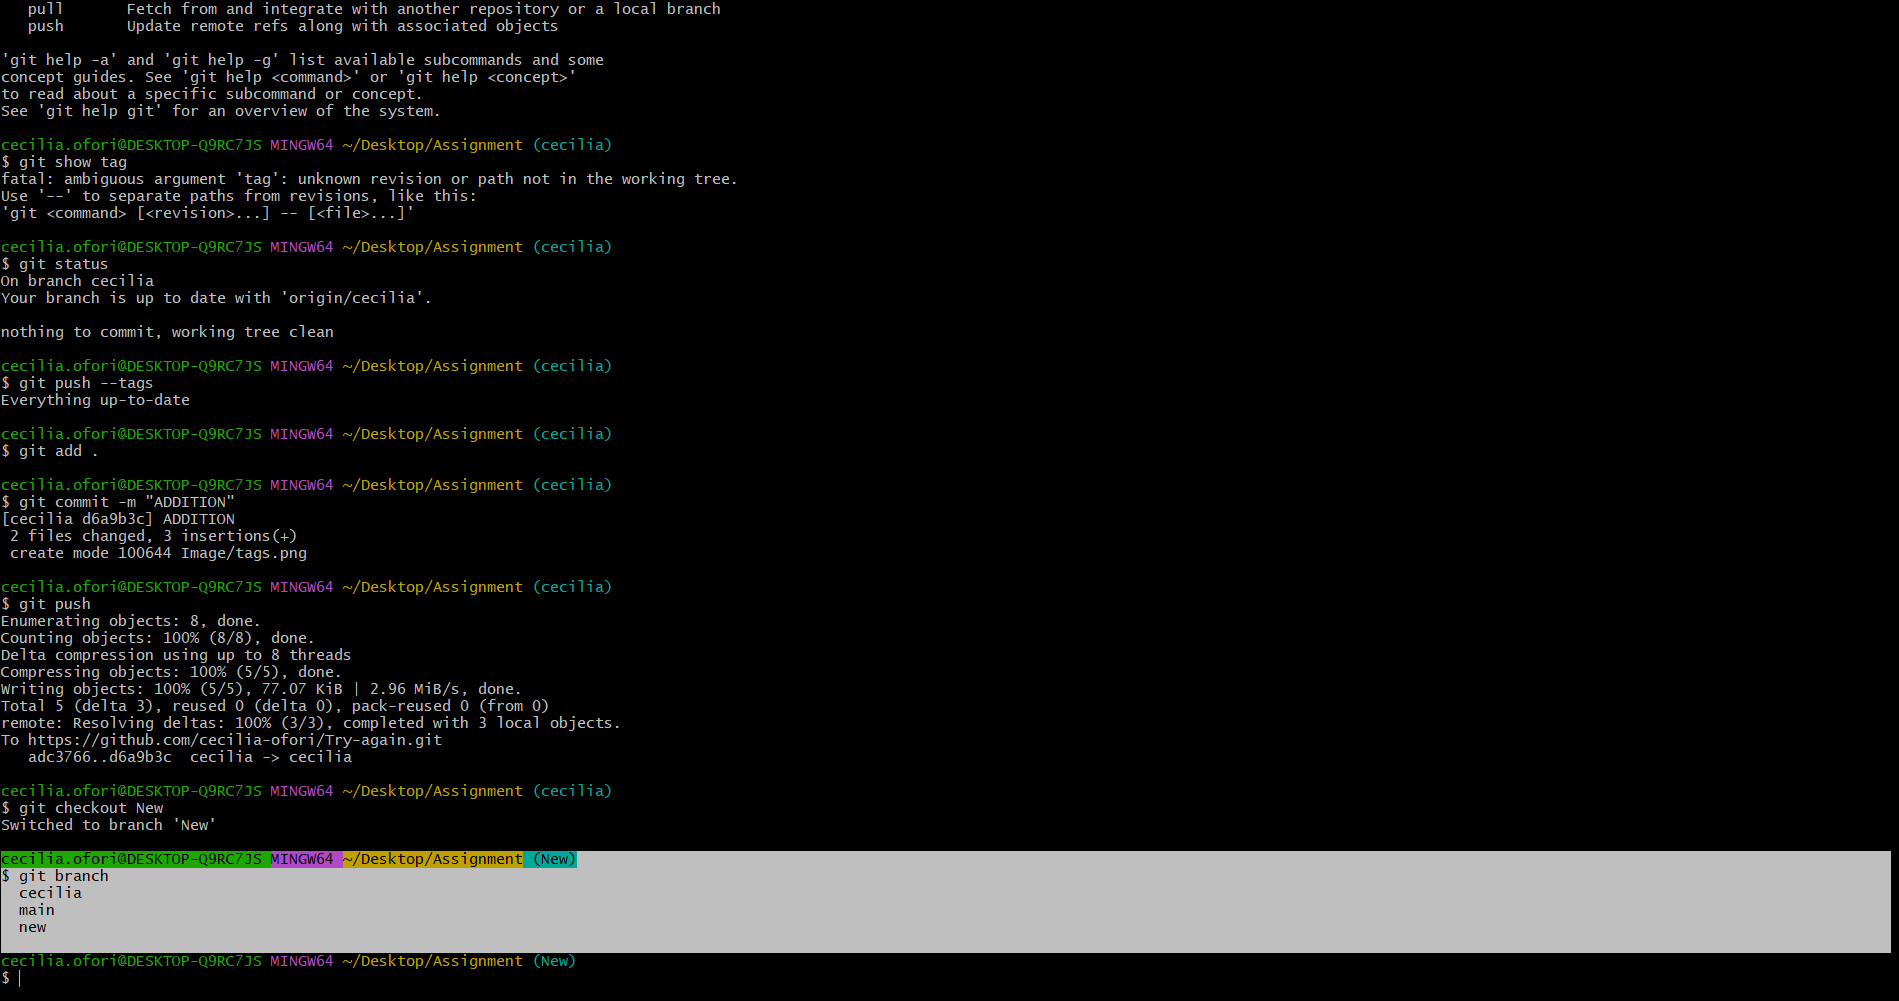 pull       Fetch from and integrate with another repository or a local branch
   push       Update remote refs along with associated objects

'git help -a' and 'git help -g' list available subcommands and some
concept guides. See 'git help <command>' or 'git help <concept>'
to read about a specific subcommand or concept.
See 'git help git' for an overview of the system.

cecilia.ofori@DESKTOP-Q9RC7JS MINGW64 ~/Desktop/Assignment (cecilia)
$ git show tag
fatal: ambiguous argument 'tag': unknown revision or path not in the working tree.
Use '--' to separate paths from revisions, like this:
'git <command> [<revision>...] -- [<file>...]'

cecilia.ofori@DESKTOP-Q9RC7JS MINGW64 ~/Desktop/Assignment (cecilia)
$ git status
On branch cecilia
Your branch is up to date with 'origin/cecilia'.

nothing to commit, working tree clean

cecilia.ofori@DESKTOP-Q9RC7JS MINGW64 ~/Desktop/Assignment (cecilia)
$ git push --tags
Everything up-to-date

cecilia.ofori@DESKTOP-Q9RC7JS MINGW64 ~/Desktop/Assignment (cecilia)
$ git add .

cecilia.ofori@DESKTOP-Q9RC7JS MINGW64 ~/Desktop/Assignment (cecilia)
$ git commit -m "ADDITION"
[cecilia d6a9b3c] ADDITION
 2 files changed, 3 insertions(+)
 create mode 100644 Image/tags.png

cecilia.ofori@DESKTOP-Q9RC7JS MINGW64 ~/Desktop/Assignment (cecilia)
$ git push
Enumerating objects: 8, done.
Counting objects: 100% (8/8), done.
Delta compression using up to 8 threads
Compressing objects: 100% (5/5), done.
Writing objects: 100% (5/5), 77.07 KiB | 2.96 MiB/s, done.
Total 5 (delta 3), reused 0 (delta 0), pack-reused 0 (from 0)
remote: Resolving deltas: 100% (3/3), completed with 3 local objects.
To https://github.com/cecilia-ofori/Try-again.git
   adc3766..d6a9b3c  cecilia -> cecilia

cecilia.ofori@DESKTOP-Q9RC7JS MINGW64 ~/Desktop/Assignment (cecilia)
$ git checkout New
Switched to branch 'New'

cecilia.ofori@DESKTOP-Q9RC7JS MINGW64 ~/Desktop/Assignment (New)
$ git branch
  cecilia
  main
  new

cecilia.ofori@DESKTOP-Q9RC7JS MINGW64 ~/Desktop/Assignment (New)
$